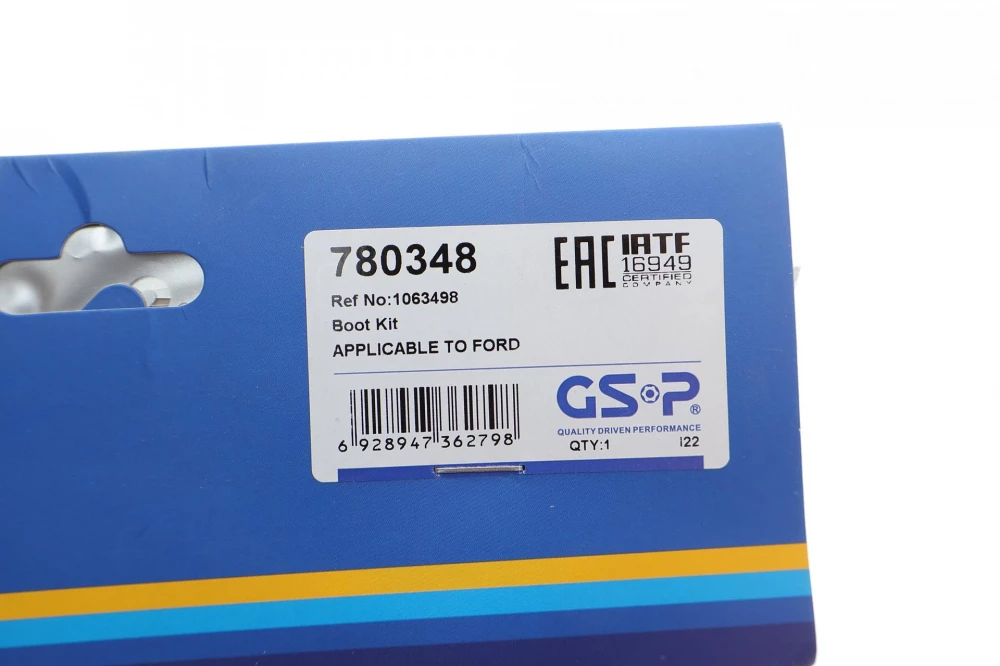 780348
EAC
IATF
16949
CERTIFIED
COMPANY
Ref No:1063498
Boot Kit
APPLICABLE TO FORD
GSP®
QUALITY DRIVEN PERFORMANCE
6 928947 362798
QTY:1
I22